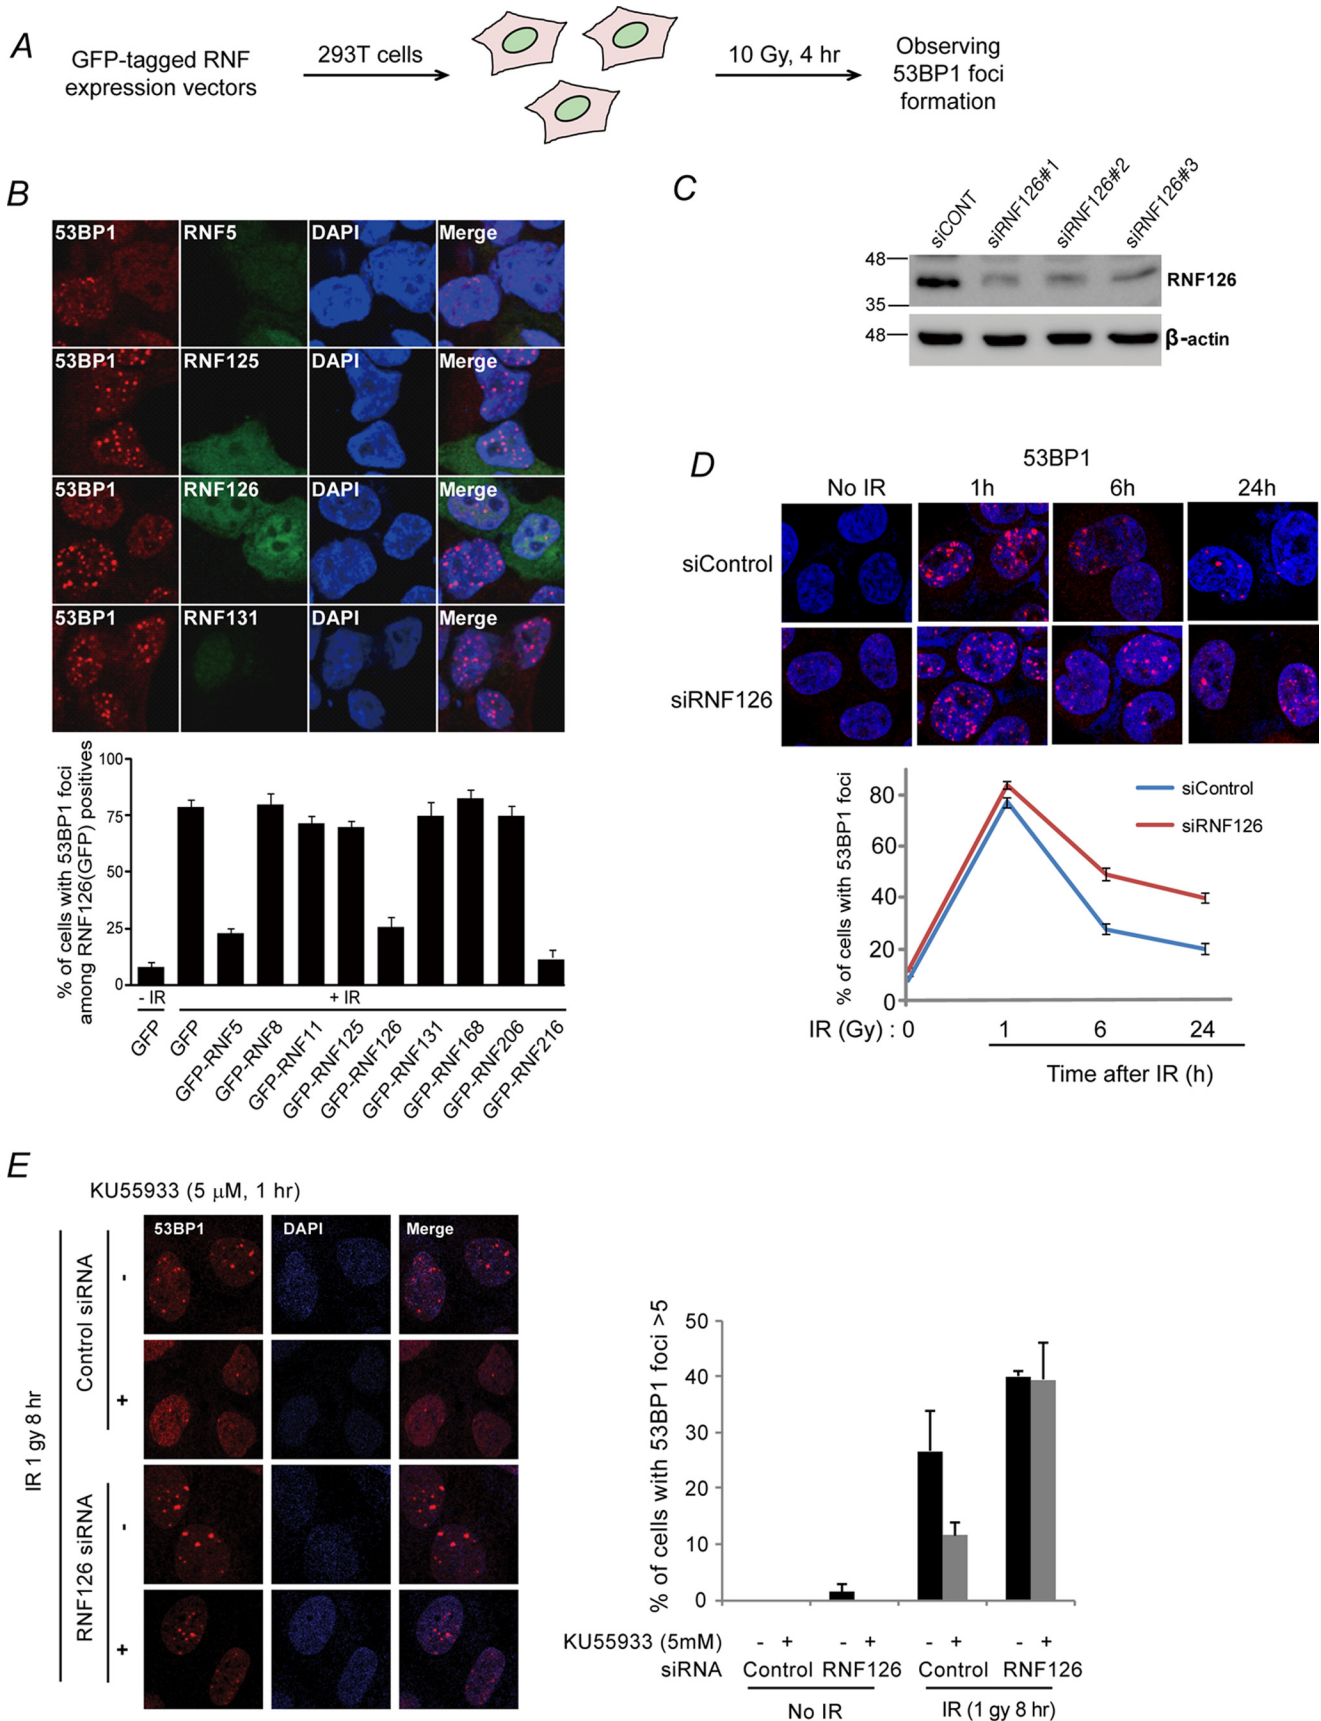 A
GFP-tagged RNF
expression vectors
293T cells
10 Gy, 4 hr
Observing
53BP1 foci
formation
B
53BP1 RNF5 DAPI Merge
53BP1 RNF125 DAPI Merge
53BP1 RNF126 DAPI Merge
53BP1 RNF131 DAPI Merge
% of cells with 53BP1 foci
among RNF126(GFP) positives
100
75
50
25
0
- IR + IR
GFP GFP GFP-RNF5 GFP-RNF8 GFP-RNF11 GFP-RNF125 GFP-RNF126 GFP-RNF131 GFP-RNF168 GFP-RNF206 GFP-RNF216
C
siCONT siRNF126#1 siRNF126#2 siRNF126#3
48
35
RNF126
48
β-actin
D
53BP1
No IR 1h 6h 24h
siControl
siRNF126
% of cells with 53BP1 foci
80
60
40
20
0
siControl
siRNF126
IR (Gy) : 0 1 6 24
Time after IR (h)
E
KU55933 (5 μM, 1 hr)
53BP1 DAPI Merge
IR 1 gy 8 hr
Control siRNA
-
+
RNF126 siRNA
-
+
% of cells with 53BP1 foci >5
50
40
30
20
10
0
KU55933 (5mM) - + - + - + - +
siRNA Control RNF126 Control RNF126
No IR IR (1 gy 8 hr)